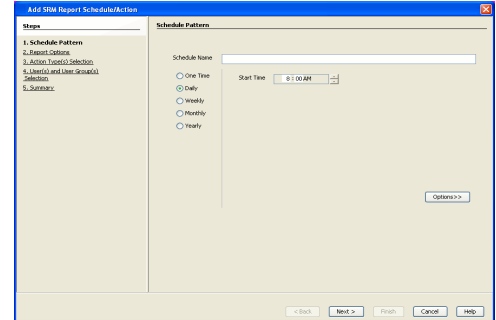 Add SRM Report Schedule/Action
Steps
1. Schedule Pattern
2. Report Options
3. Action Type(s) Selection
4. User(s) and User Group(s)
Selection
5. Summary
Schedule Pattern
Schedule Name
One Time
Start Time
8 : 00 AM
Daily
Weekly
Monthly
Yearly
Options>>
< Back
Next >
Finish
Cancel
Help